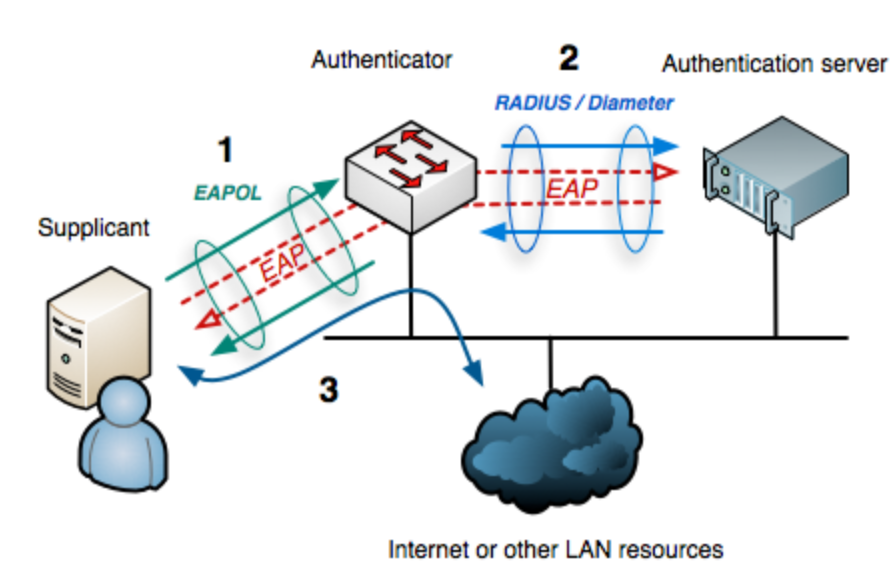 Authenticator
2
Authentication server
RADIUS / Diameter
1
EAPOL
EAP
Supplicant
EAP
3
Internet or other LAN resources